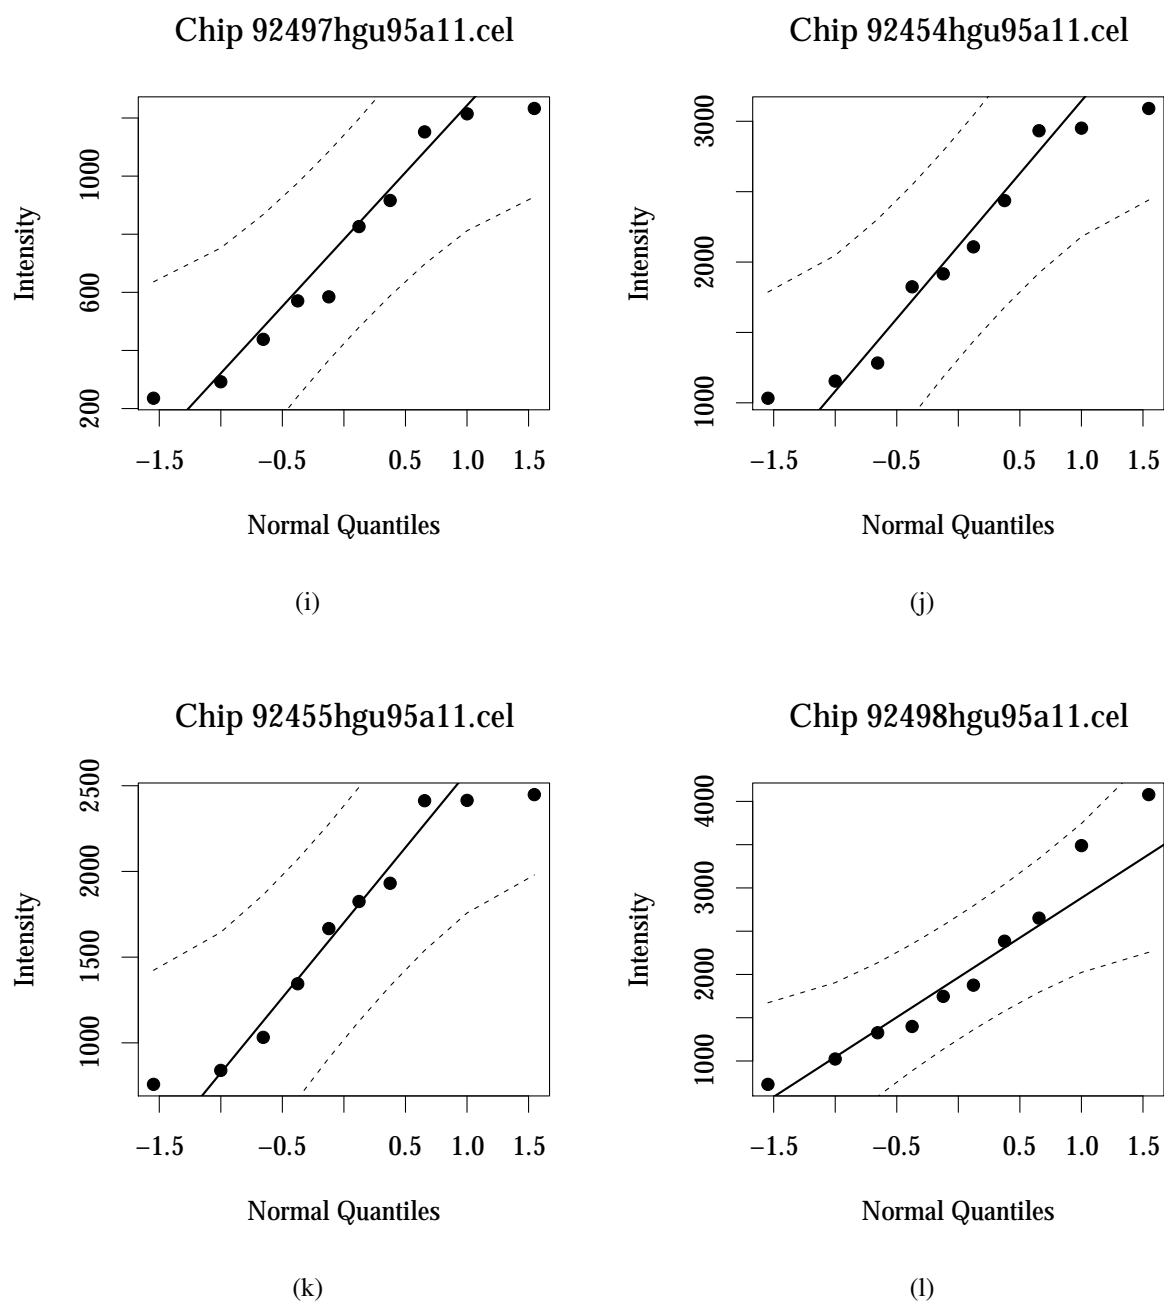 Chip 92497hgu95a11.cel
Intensity
200 600 1000
−1.5 −0.5 0.5 1.0 1.5
Normal Quantiles
(i)
Chip 92454hgu95a11.cel
Intensity
1000 2000 3000
−1.5 −0.5 0.5 1.0 1.5
Normal Quantiles
(j)
Chip 92455hgu95a11.cel
Intensity
1000 1500 2000 2500
−1.5 −0.5 0.5 1.0 1.5
Normal Quantiles
(k)
Chip 92498hgu95a11.cel
Intensity
1000 2000 3000 4000
−1.5 −0.5 0.5 1.0 1.5
Normal Quantiles
(l)